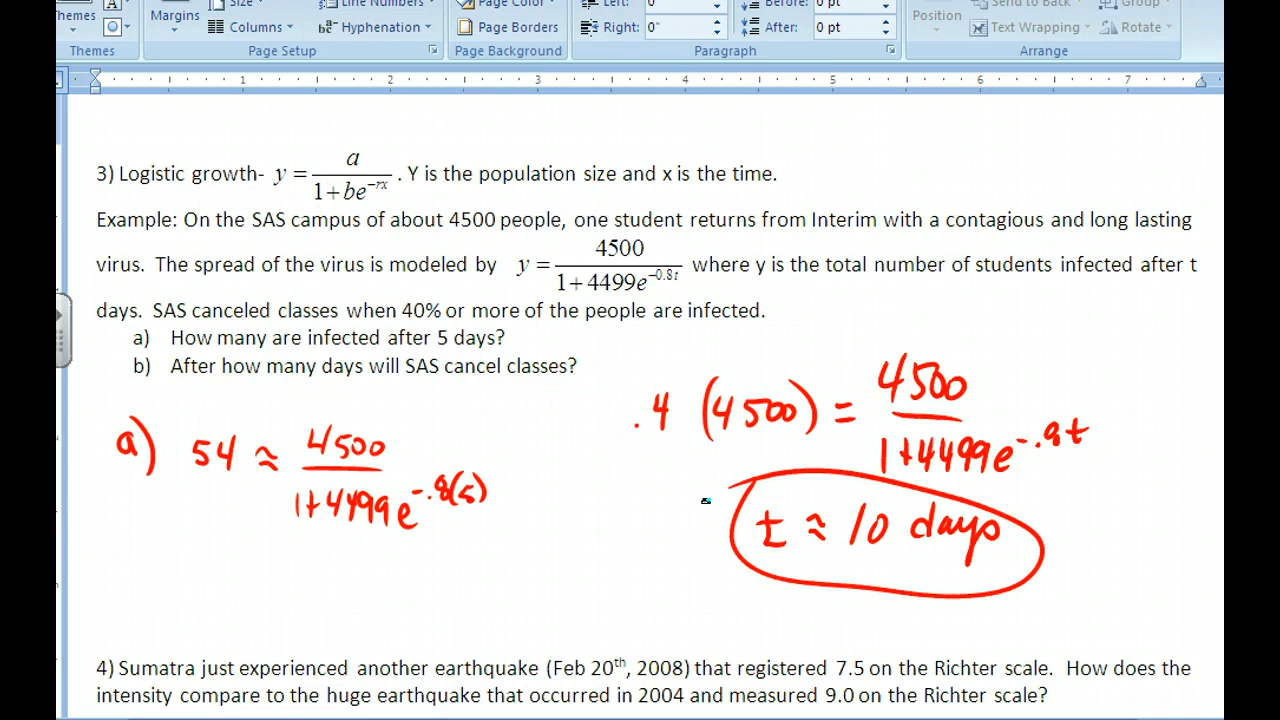 Themes Margins Size Line Numbers Page Color Left: 0 Before: 0 pt Position Send to Back Group
Columns Hyphenation Page Borders Right: 0" After: 0 pt Text Wrapping Rotate
Themes Page Setup Page Background Paragraph Arrange
1 2 3 4 5 6 7
3) Logistic growth- y = a / (1 + be^−rx) . Y is the population size and x is the time.
Example: On the SAS campus of about 4500 people, one student returns from Interim with a contagious and long lasting
virus. The spread of the virus is modeled by y = 4500 / (1 + 4499e^−0.8t) where y is the total number of students infected after t
days. SAS canceled classes when 40% or more of the people are infected.
a) How many are infected after 5 days?
b) After how many days will SAS cancel classes?
.4 (4500) = 4500 / (1+4499e^-.8t)
a) 54 ≈ 4500 / (1+4499e^-.8(5))
t ≈ 10 days
4) Sumatra just experienced another earthquake (Feb 20th, 2008) that registered 7.5 on the Richter scale. How does the
intensity compare to the huge earthquake that occurred in 2004 and measured 9.0 on the Richter scale?